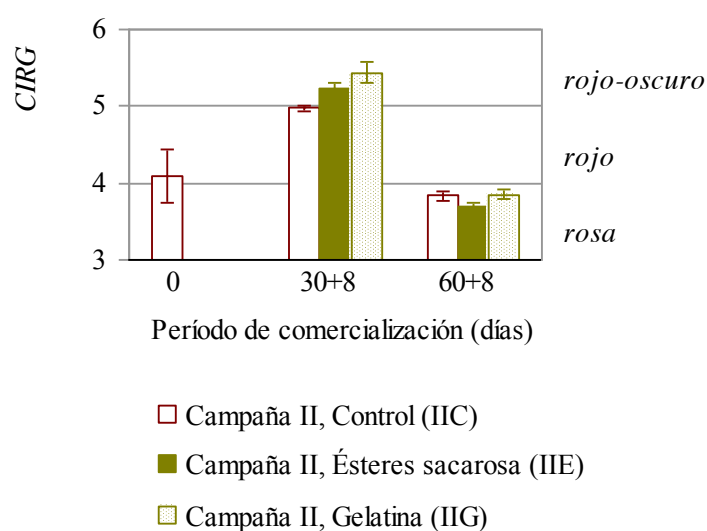 CIRG
6
5
4
3
rojo-oscuro
rojo
rosa
0 30+8 60+8
Período de comercialización (días)
Campaña II, Control (IIC)
Campaña II, Ésteres sacarosa (IIE)
Campaña II, Gelatina (IIG)